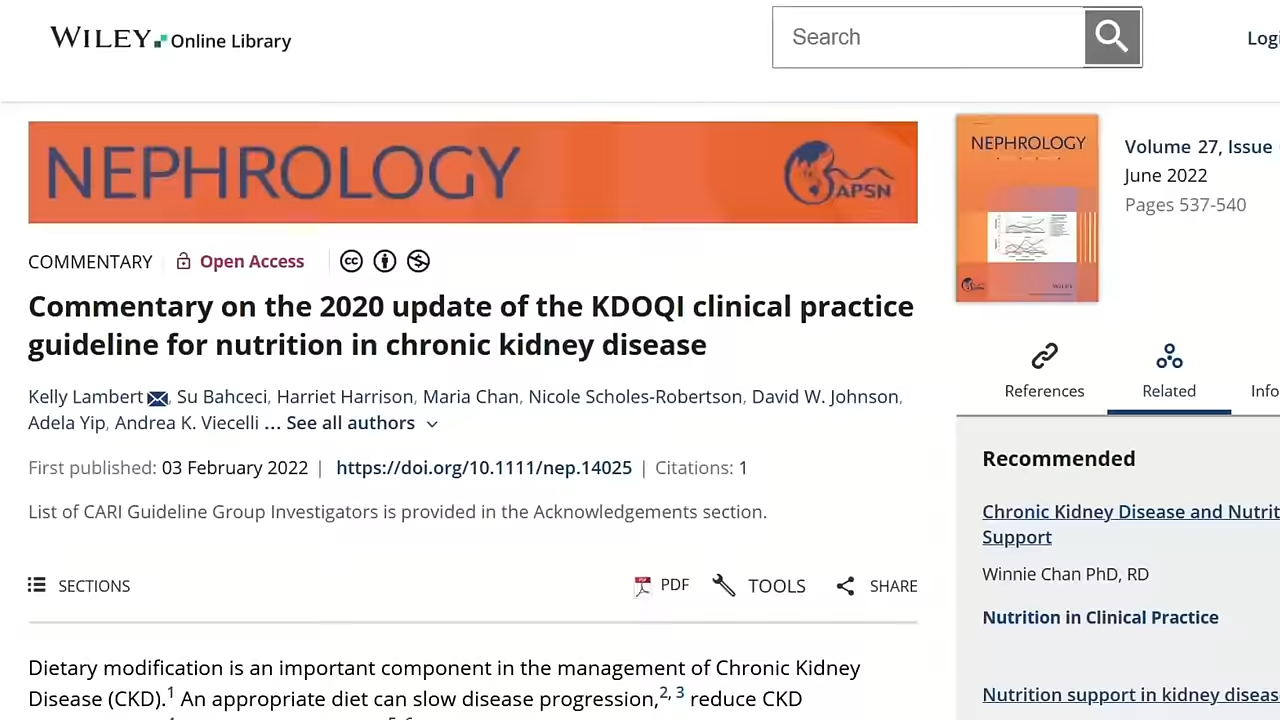 WILEY Online Library
Search
Logi
NEPHROLOGY
APSN
NEPHROLOGY
Volume 27, Issue
June 2022
Pages 537-540
COMMENTARY Open Access
Commentary on the 2020 update of the KDOQI clinical practice
guideline for nutrition in chronic kidney disease
Kelly Lambert, Su Bahceci, Harriet Harrison, Maria Chan, Nicole Scholes-Robertson, David W. Johnson,
Adela Yip, Andrea K. Viecelli ... See all authors
First published: 03 February 2022 | https://doi.org/10.1111/nep.14025 | Citations: 1
List of CARI Guideline Group Investigators is provided in the Acknowledgements section.
SECTIONS
PDF
TOOLS
SHARE
Dietary modification is an important component in the management of Chronic Kidney
Disease (CKD).1 An appropriate diet can slow disease progression,2, 3 reduce CKD
References
Related
Info
Recommended
Chronic Kidney Disease and Nutrit
Support
Winnie Chan PhD, RD
Nutrition in Clinical Practice
Nutrition support in kidney diseas